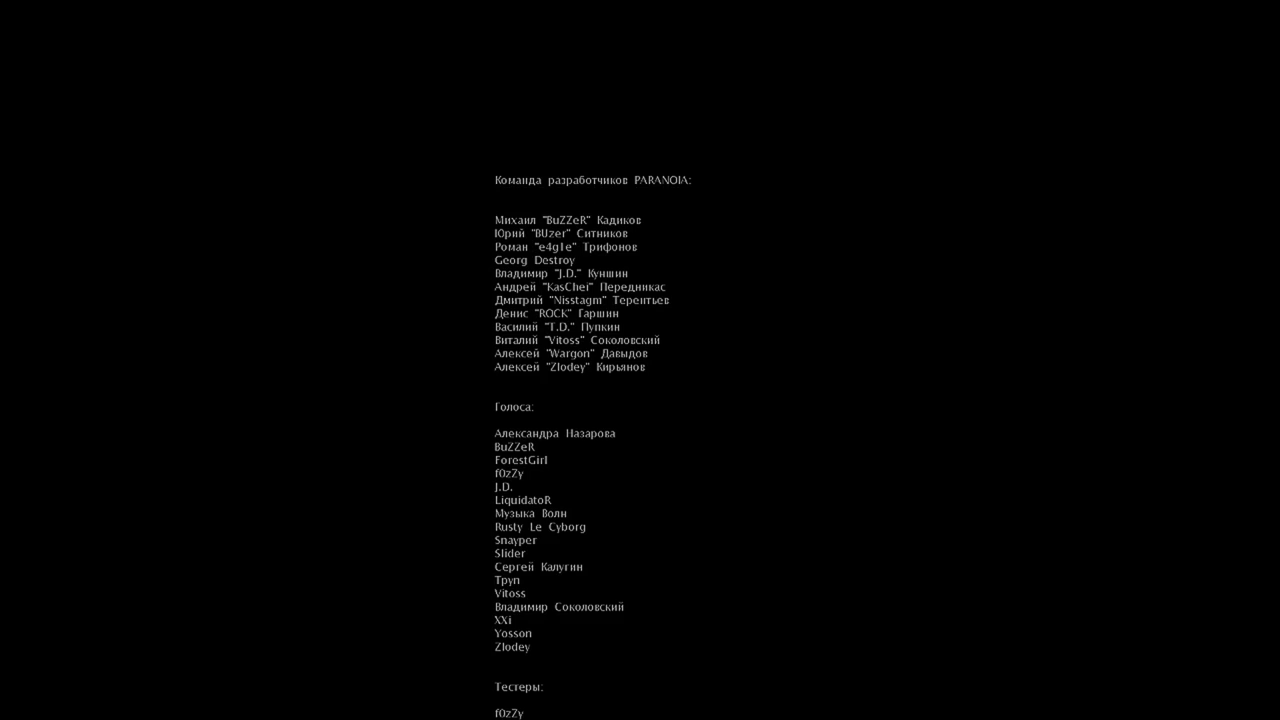 Команда разработчиков PARANOIA:
Михаил "BuZZeR" Кадиков
Юрий "BUzer" Ситников
Роман "e4g1e" Трифонов
Georg Destroy
Владимир "J.D." Куншин
Андрей "KasChei" Передникас
Дмитрий "Nisstagm" Терентьев
Денис "ROCK" Гаршин
Василий "T.D." Пупкин
Виталий "Vitoss" Соколовский
Алексей "Wargon" Давыдов
Алексей "Zlodey" Кирьянов
Голоса:
Александра Назарова
BuZZeR
ForestGirl
f0zZy
J.D.
LiquidatoR
Музыка Волн
Rusty Le Cyborg
Snayper
Slider
Сергей Калугин
Труп
Vitoss
Владимир Соколовский
XXi
Yosson
Zlodey
Тестеры:
f0zZy